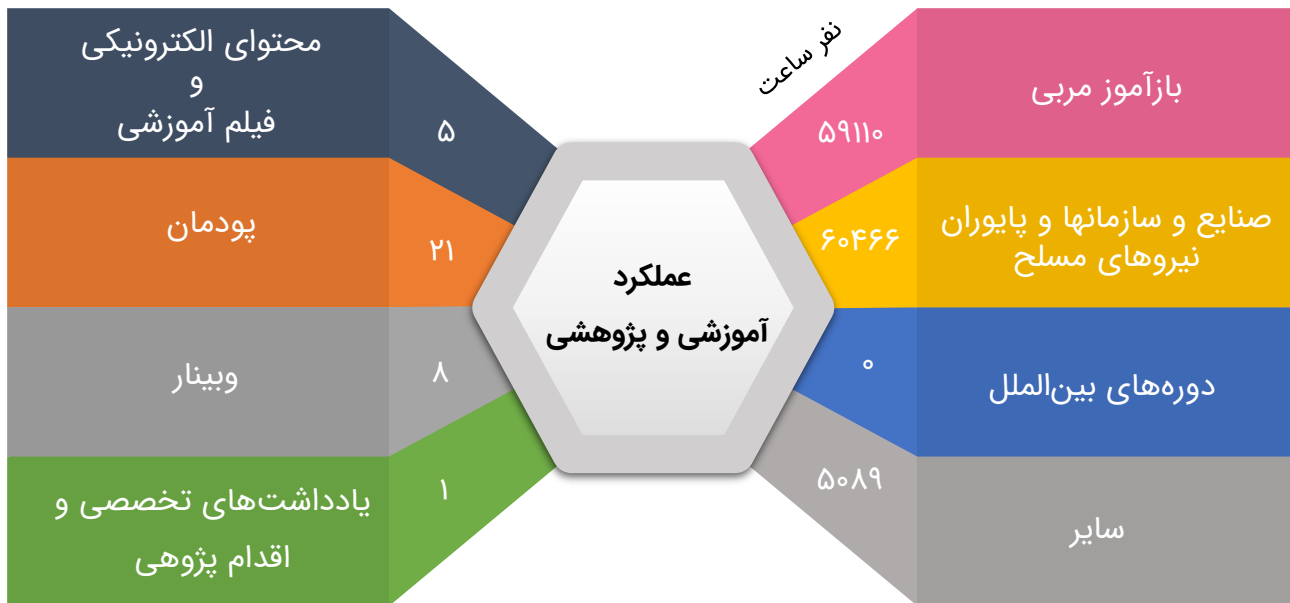 نفر ساعت
بازآموز مربی
۵۹۱۱۰
صنایع و سازمانها و پایوران
نیروهای مسلح
۶۰۴۶۶
دوره‌های بین‌الملل
۰
سایر
۵۰۸۹
عملکرد
آموزشی و پژوهشی
محتوای الکترونیکی
و
فیلم آموزشی
۵
پودمان
۲۱
وبینار
۸
یادداشت‌های تخصصی و
اقدام پژوهی
۱